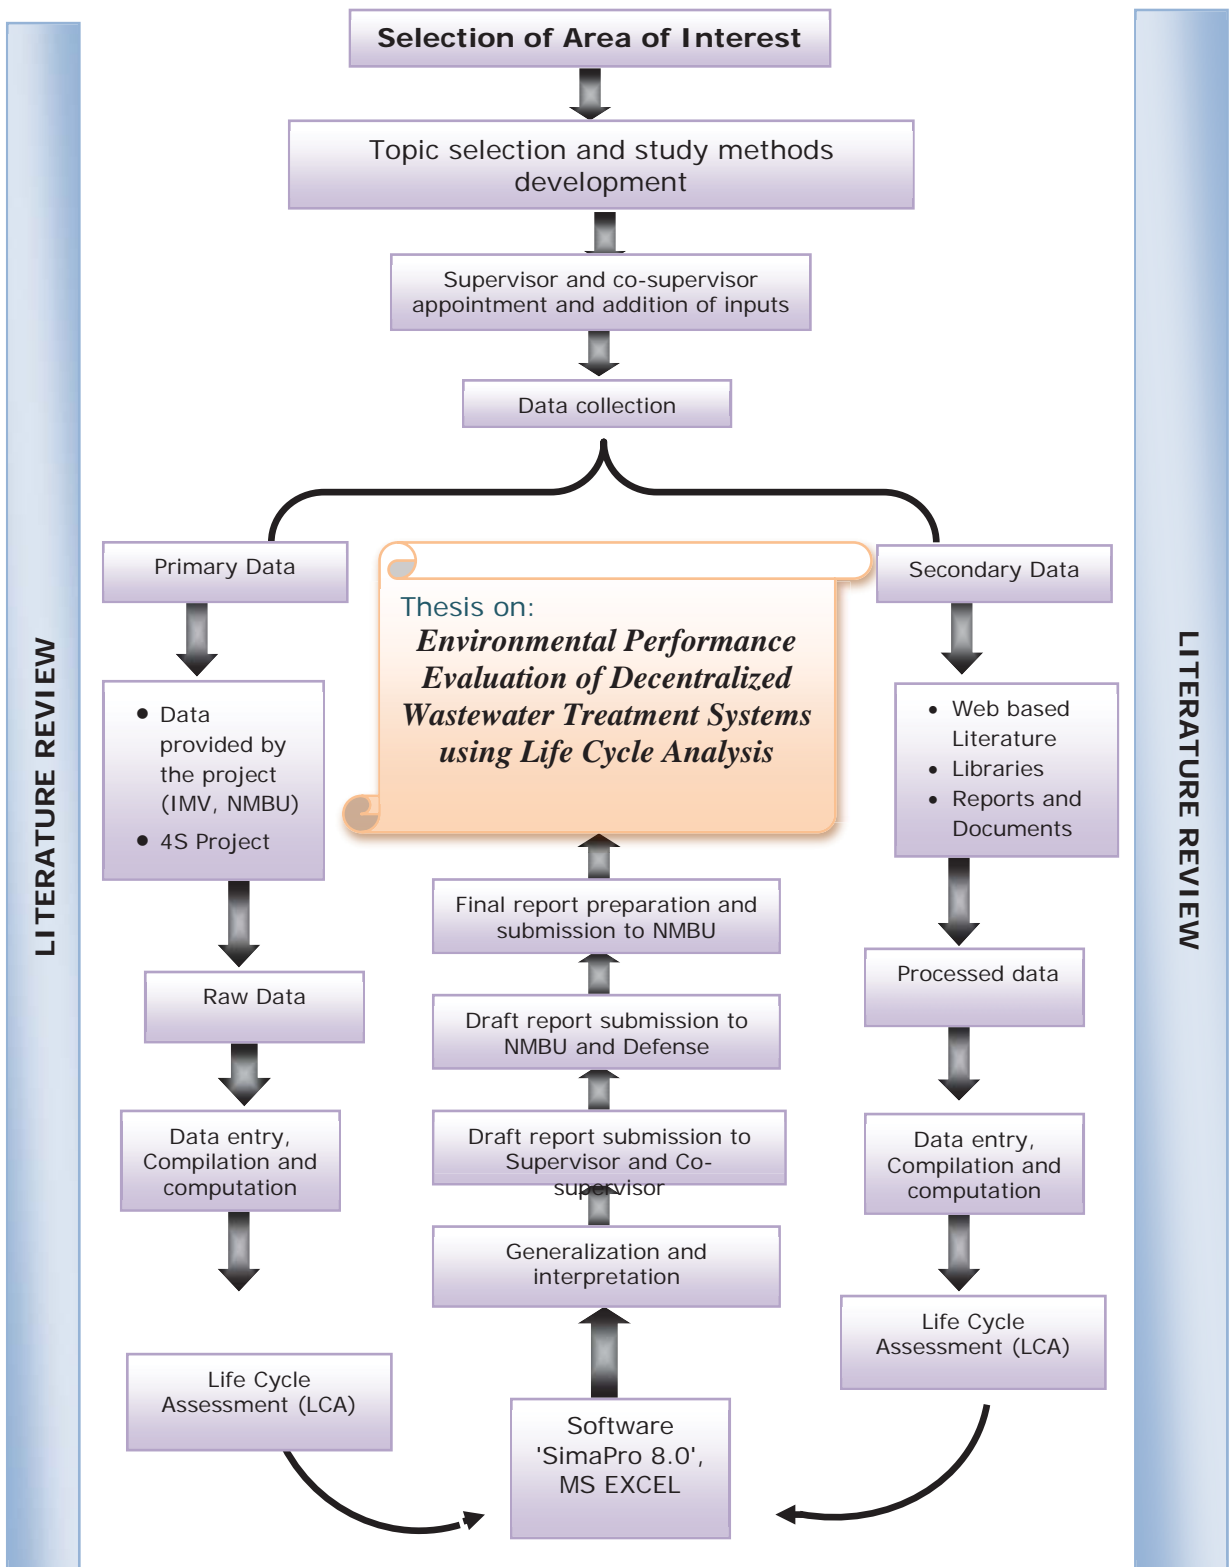 Selection of Area of Interest
Topic selection and study methods
development
Supervisor and co-supervisor
appointment and addition of inputs
Data collection
LITERATURE REVIEW
Primary Data
Data
provided by
the project
(IMV, NMBU)
4S Project
Raw Data
Data entry,
Compilation and
computation
Life Cycle
Assessment (LCA)
Thesis on:
Environmental Performance
Evaluation of Decentralized
Wastewater Treatment Systems
using Life Cycle Analysis
Final report preparation and
submission to NMBU
Draft report submission to
NMBU and Defense
Draft report submission to
Supervisor and Co-
supervisor
Generalization and
interpretation
Software
'SimaPro 8.0',
MS EXCEL
Secondary Data
Web based
Literature
Libraries
Reports and
Documents
Processed data
Data entry,
Compilation and
computation
Life Cycle
Assessment (LCA)
LITERATURE REVIEW